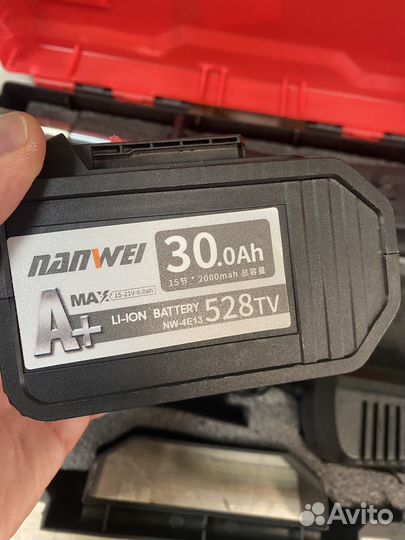 nanwei
30.0Ah
15节 * 2000mah 总容量
A+
MAX 15-21V-6.0ah
LI-ION BATTERY
NW-4E13
528TV
Avito